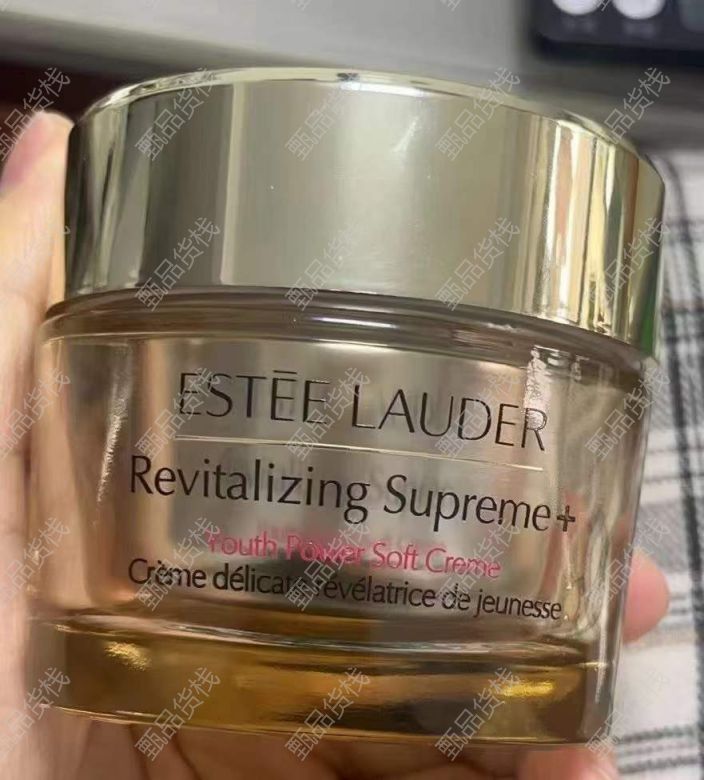 ESTĒE LAUDER
Revitalizing Supreme+
Youth Power Soft Creme
Crème délicate révélatrice de jeunesse
甄品货栈